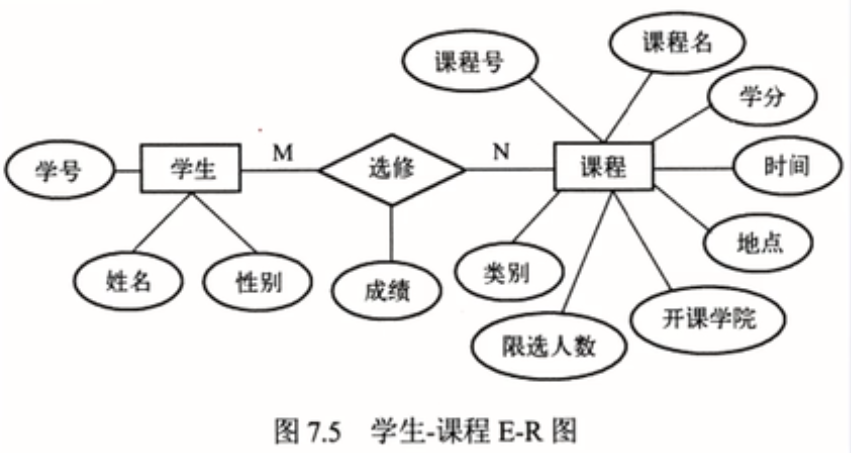 课程号
课程名
学分
学号
学生
M
选修
N
课程
时间
姓名
性别
成绩
类别
地点
限选人数
开课学院
图 7.5 学生-课程 E-R 图